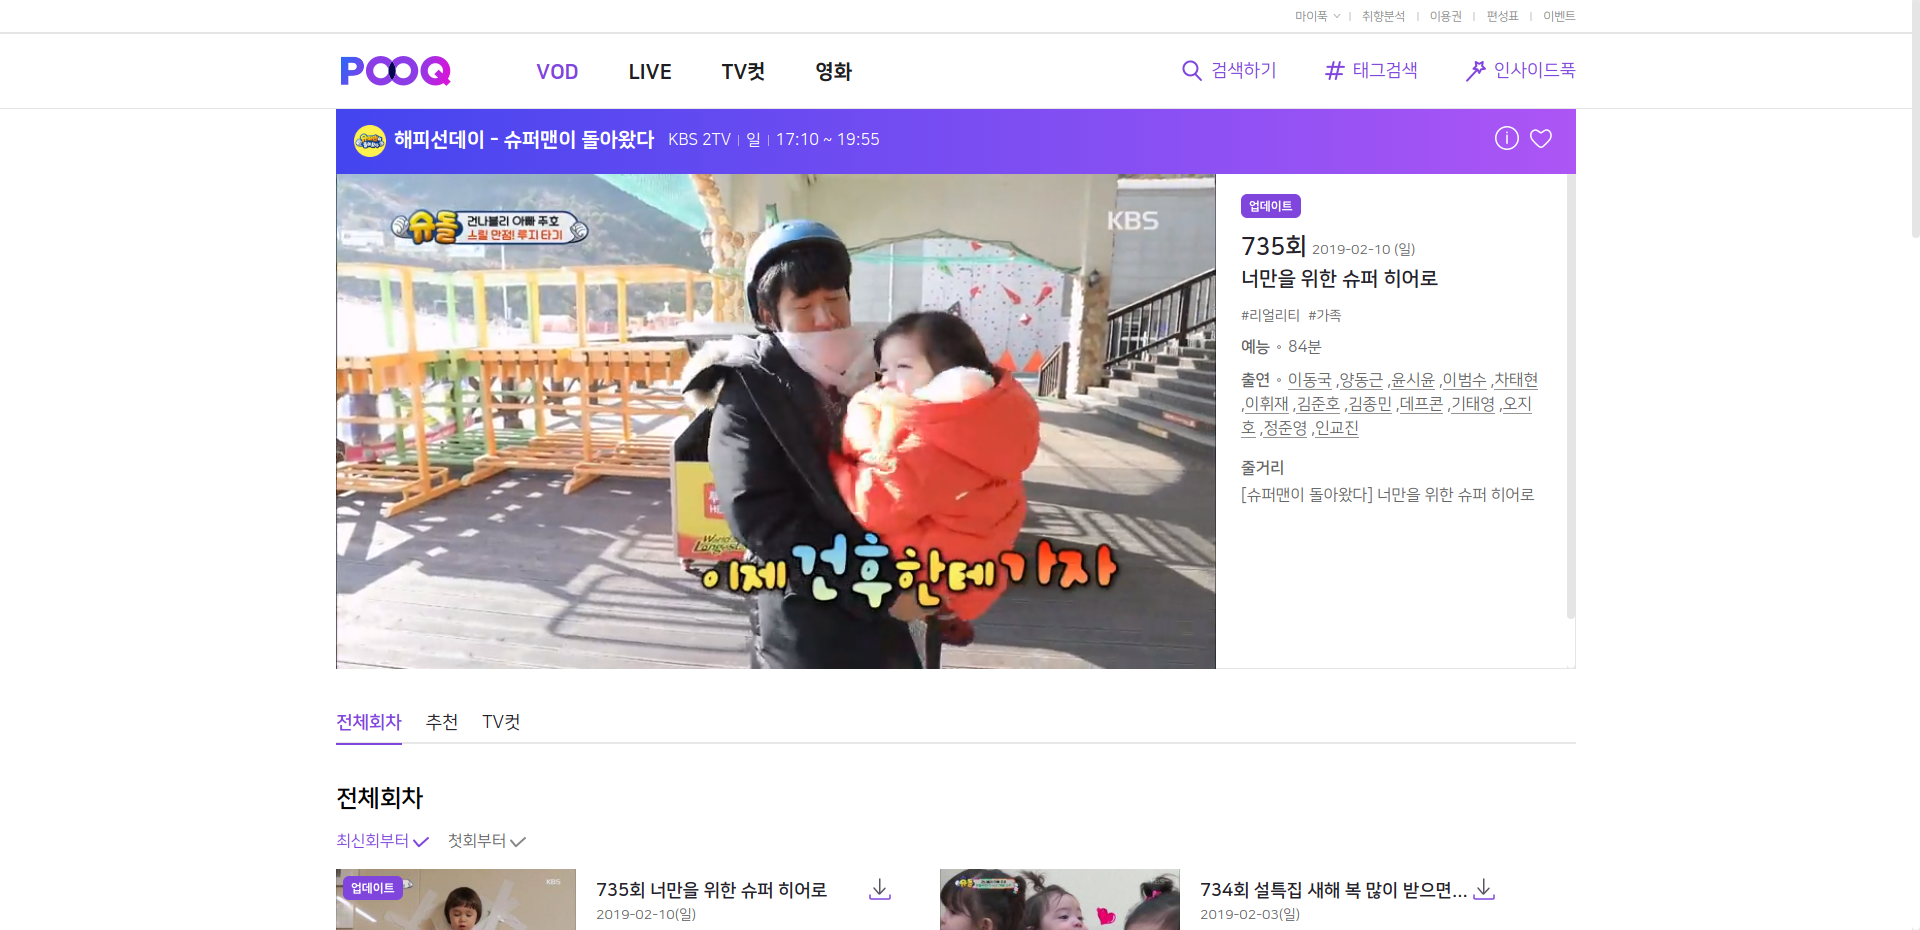 마이푹 취향분석 이용권 편성표 이벤트
POOQ VOD LIVE TV컷 영화 검색하기 태그검색 인사이드푹
해피선데이 - 슈퍼맨이 돌아왔다 KBS 2TV 일 17:10 ~ 19:55
슈돌 건나블리 아빠 주호
스릴 만점! 루지 타기
KBS
이제 건후한테 가자
업데이트
735회 2019-02-10 (일)
너만을 위한 슈퍼 히어로
#리얼리티 #가족
예능 ∘ 84분
출연 ∘ 이동국 ,양동근 ,윤시윤 ,이범수 ,차태현
,이휘재 ,김준호 ,김종민 ,데프콘 ,기태영 ,오지
호 ,정준영 ,인교진
줄거리
[슈퍼맨이 돌아왔다] 너만을 위한 슈퍼 히어로
전체회차 추천 TV컷
전체회차
최신회부터 첫회부터
업데이트
KBS
735회 너만을 위한 슈퍼 히어로
2019-02-10(일)
734회 설특집 새해 복 많이 받으면...
2019-02-03(일)